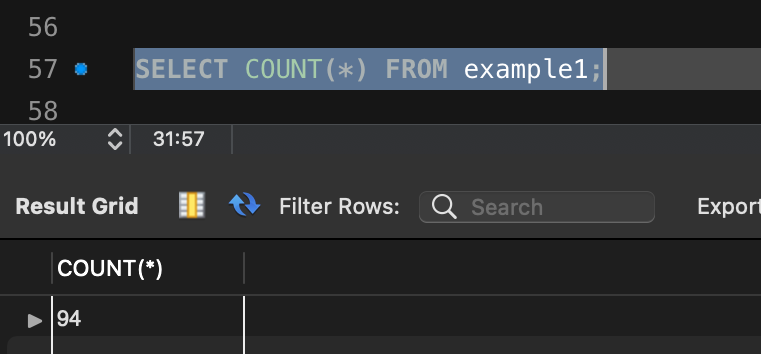 56
57 SELECT COUNT(*) FROM example1;
58
100% 31:57
Result Grid Filter Rows: Search Export
COUNT(*)
94